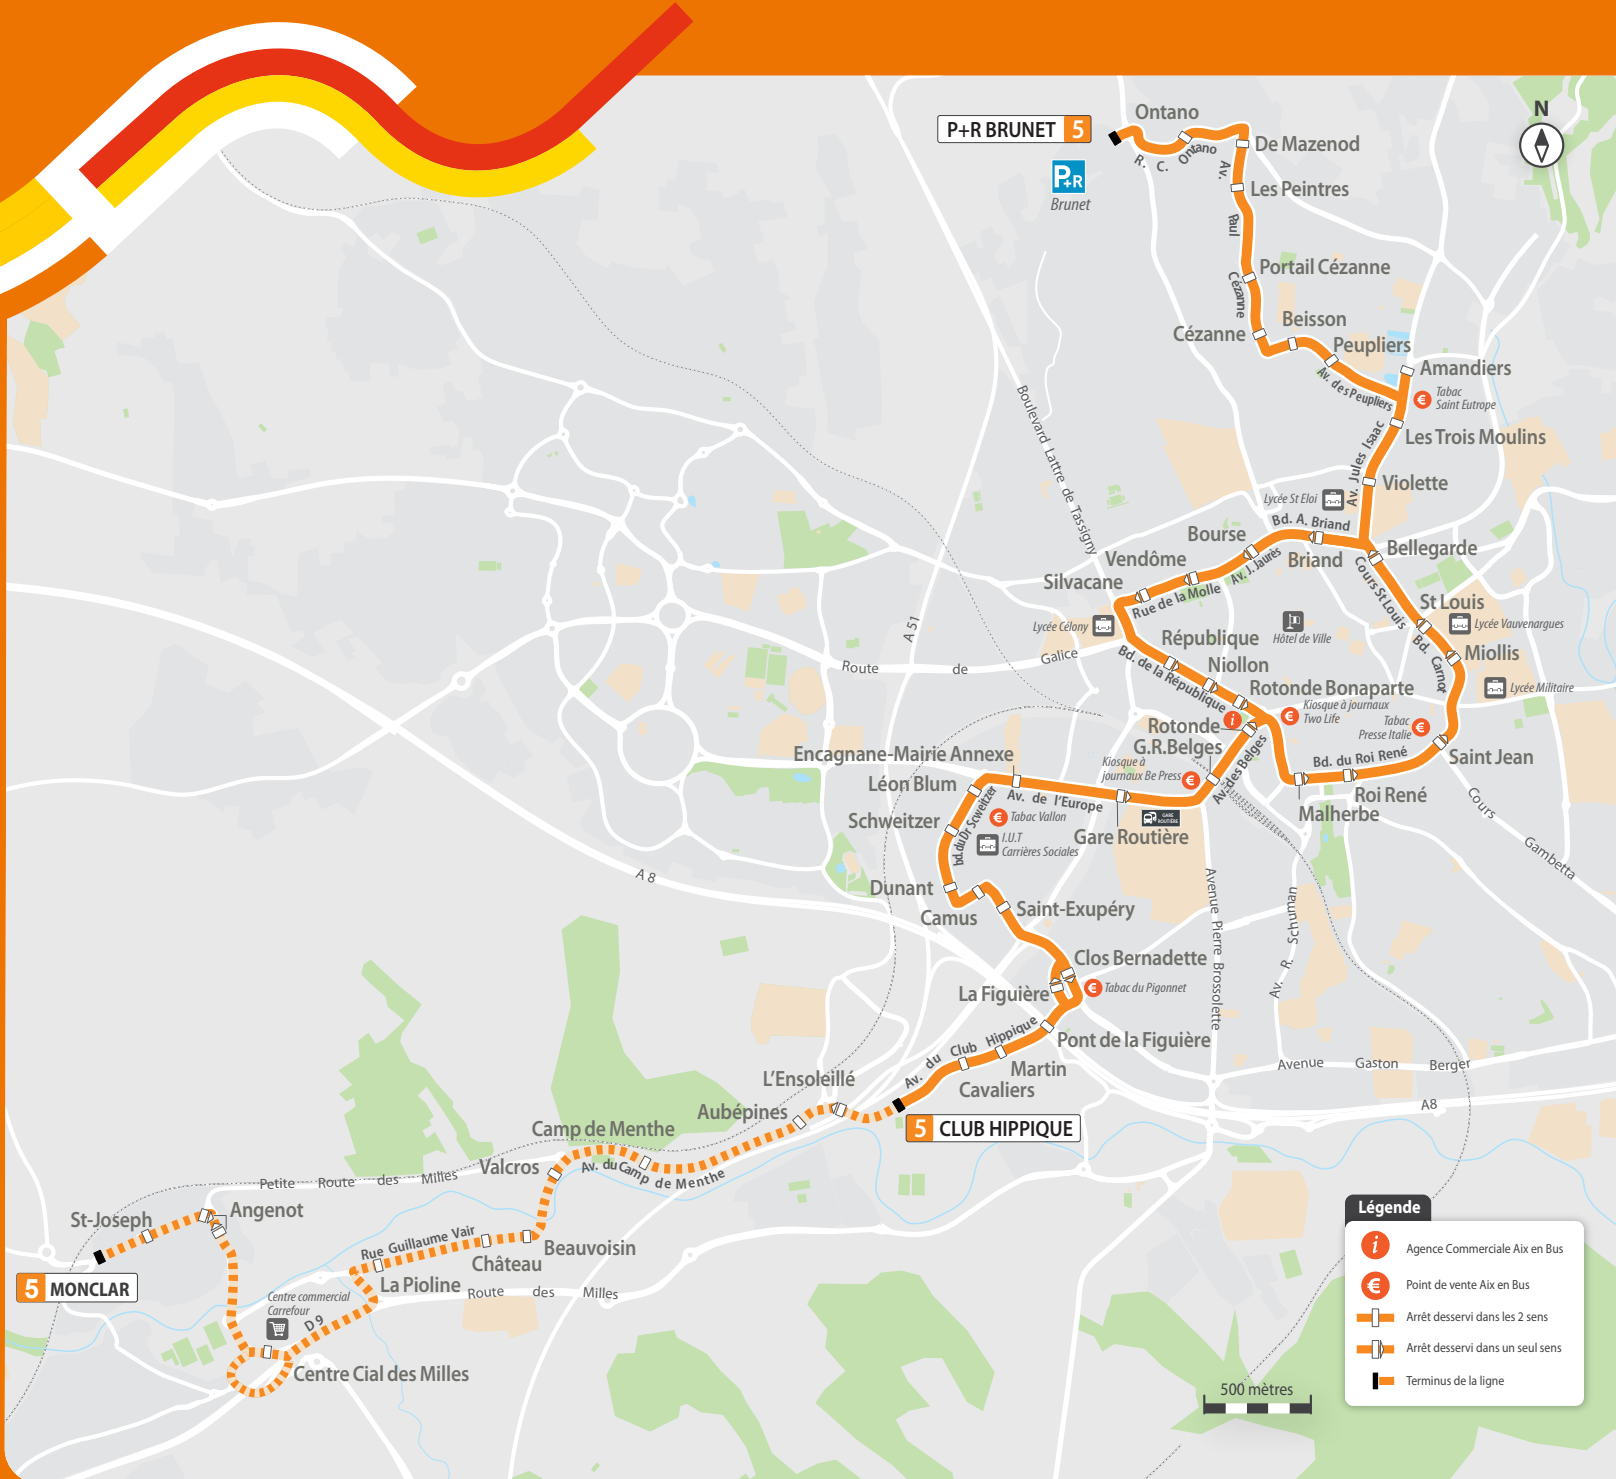 N
P+R BRUNET 5
P+R
Brunet
Ontano
R. C. Ontano
De Mazenod
Les Peintres
Av. Paul Cézanne
Portail Cézanne
Cézanne
Beisson
Peupliers
Av. des Peupliers
Amandiers
Tabac
Saint Eutrope
Les Trois Moulins
Av. Jules Isaac
Violette
Lycée St Eloi
Bd. A. Briand
Boulevard Lattre de Tassigny
Bourse
Briand
Bellegarde
Vendôme
Av. J. Jaurès
Silvacane
Rue de la Molle
Cours St Louis
St Louis
Lycée Vauvenargues
Lycée Célony
Hôtel de Ville
République
Bd. Carnot
Miollis
A 51
Route de Galice
Bd. de la République
Niollon
Lycée Militaire
Rotonde Bonaparte
Kiosque à journaux
Two Life
Tabac
Presse Italie
Rotonde
G.R.Belges
Encagnane-Mairie Annexe
Kiosque à
journaux Be Press
Av. des Belges
Bd. du Roi René
Saint Jean
Léon Blum
Av. de l'Europe
Roi René
Malherbe
Cours Gambetta
Schweitzer
bd. du Dr Scweitzer
Tabac Vallon
GARE
ROUTIÈRE
Gare Routière
I.U.T
Carrières Sociales
A 8
Dunant
Camus
Saint-Exupéry
Avenue Pierre Brossolette
Av. R. Schuman
Clos Bernadette
La Figuière
Tabac du Pigonnet
Av. du Club Hippique
Pont de la Figuière
Martin
Cavaliers
Avenue Gaston Berger
A8
L'Ensoleillé
Aubépines
5 CLUB HIPPIQUE
Camp de Menthe
Valcros
Av. du Camp de Menthe
Petite Route des Milles
St-Joseph
Angenot
Rue Guillaume Vair
Beauvoisin
Château
5 MONCLAR
La Pioline
Route des Milles
Centre commercial
Carrefour
D 9
Centre Cial des Milles
500 mètres
Légende
i Agence Commerciale Aix en Bus
€ Point de vente Aix en Bus
Arrêt desservi dans les 2 sens
Arrêt desservi dans un seul sens
Terminus de la ligne